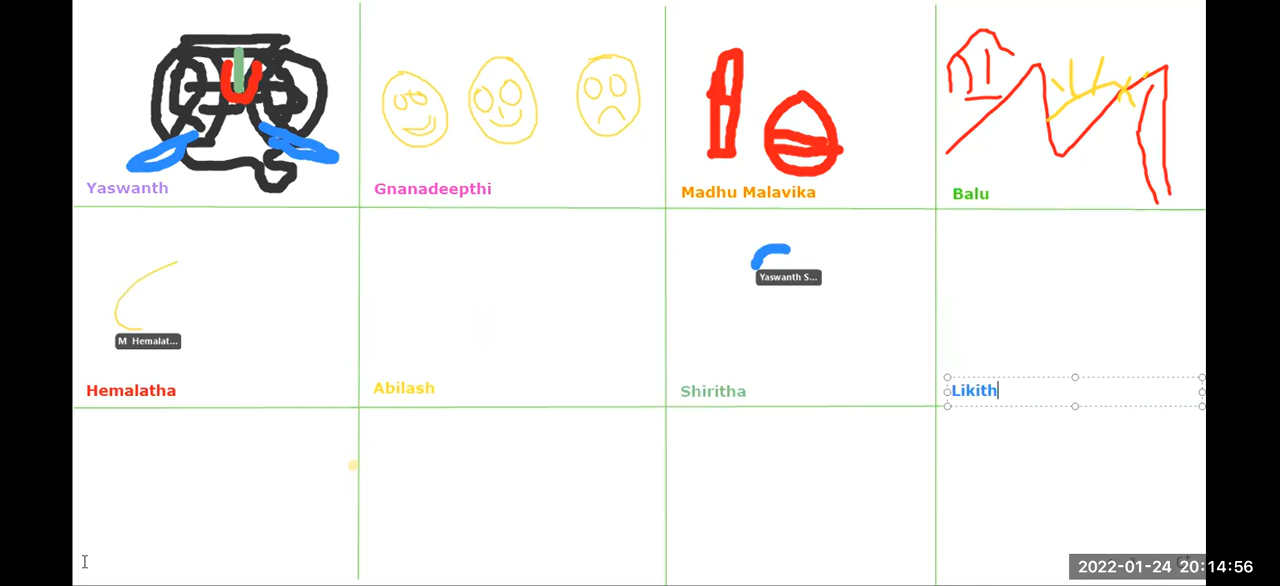 Yaswanth
Gnanadeepthi
Madhu Malavika
Balu
Yaswanth S...
M Hemalat...
Hemalatha
Abilash
Shiritha
Likith
2022-01-24 20:14:56